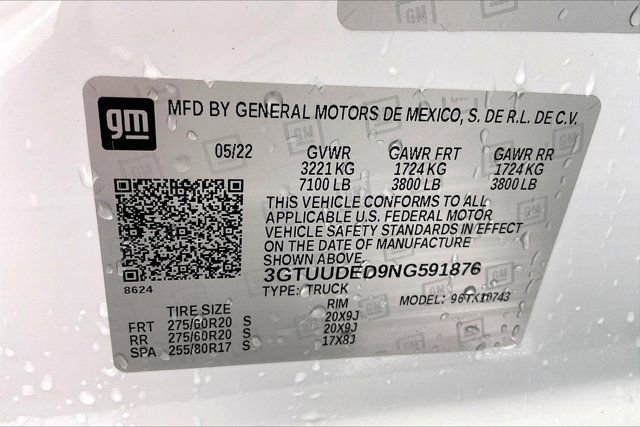 gm
MFD BY GENERAL MOTORS DE MEXICO, S. DE R.L. DE C.V.
05/22 GVWR GAWR FRT GAWR RR
3221 KG 1724 KG 1724 KG
7100 LB 3800 LB 3800 LB
THIS VEHICLE CONFORMS TO ALL
APPLICABLE U.S. FEDERAL MOTOR
VEHICLE SAFETY STANDARDS IN EFFECT
ON THE DATE OF MANUFACTURE
SHOWN ABOVE.
3GTUUDED9NG591876
8624
TYPE: TRUCK MODEL:
TIRE SIZE RIM
FRT 275/60R20 S 20X9J
RR 275/60R20 S 20X9J
SPA 255/80R17 S 17X8J